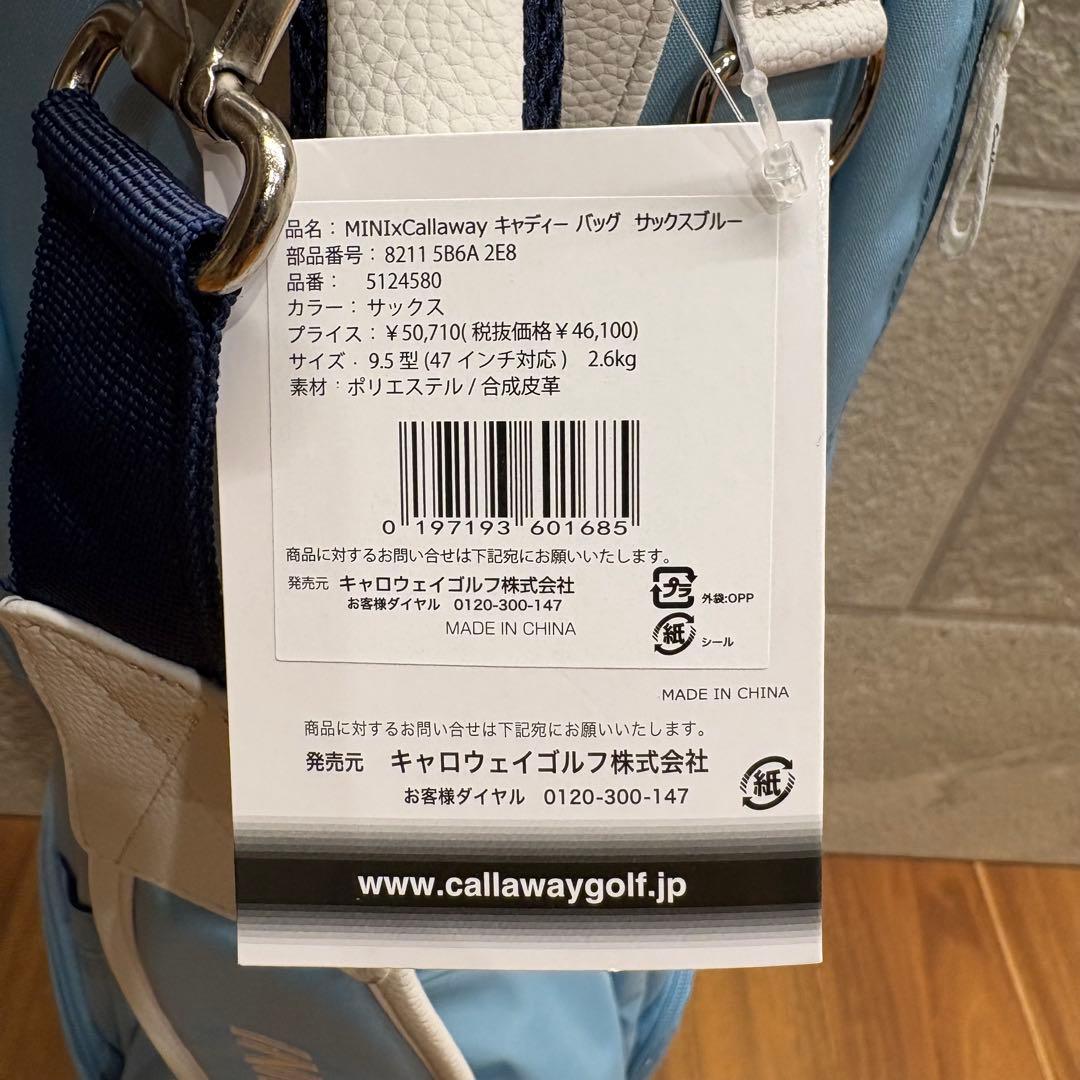 品名：MINIxCallaway キャディー バッグ サックスブルー
部品番号：8211 5B6A 2E8
品番： 5124580
カラー：サックス
プライス：￥50,710(税抜価格￥46,100)
サイズ・9.5 型 (47 インチ対応) 2.6kg
素材：ポリエステル / 合成皮革
0 197193 601685
商品に対するお問い合せは下記宛にお願いいたします。
発売元 キャロウェイゴルフ株式会社
お客様ダイヤル 0120-300-147
MADE IN CHINA
プラ 外袋:OPP
紙 シール
MADE IN CHINA
商品に対するお問い合せは下記宛にお願いいたします。
発売元 キャロウェイゴルフ株式会社
お客様ダイヤル 0120-300-147
紙
www.callawaygolf.jp